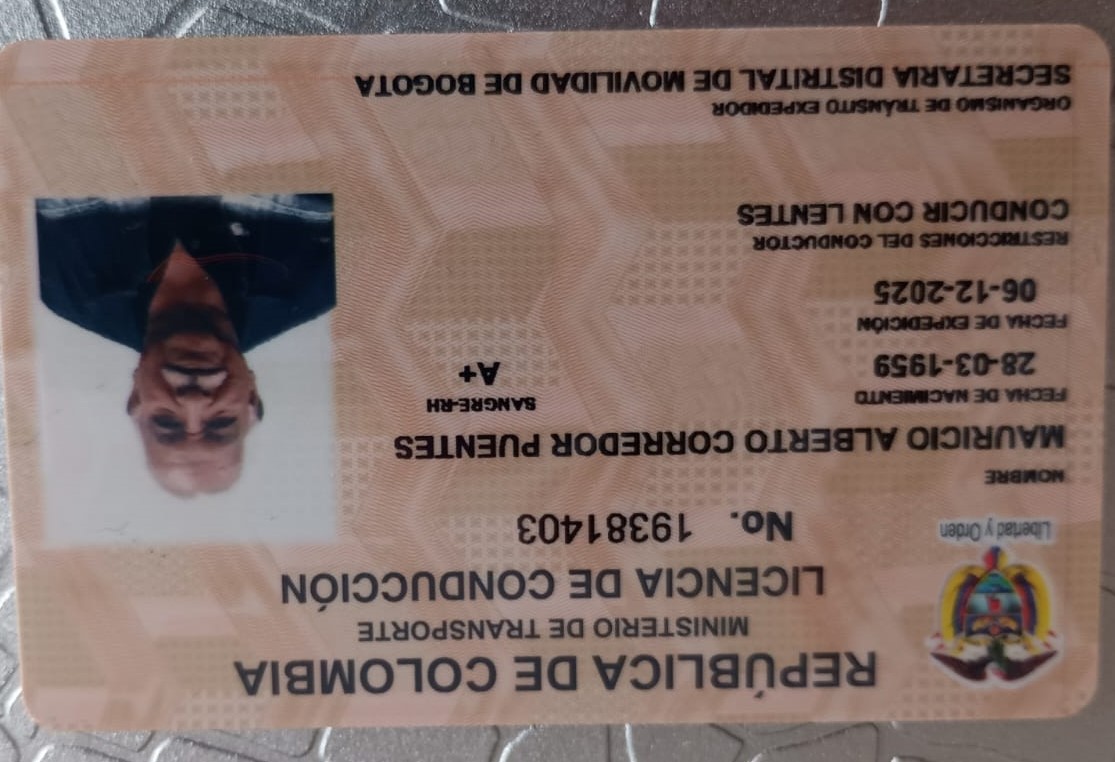 REPÚBLICA DE COLOMBIA
MINISTERIO DE TRANSPORTE
LICENCIA DE CONDUCCIÓN
Libertad y Orden
No. 19381403
NOMBRE
MAURICIO ALBERTO CORREDOR PUENTES
FECHA DE NACIMIENTO
28-03-1959
SANGRE-RH
A+
FECHA DE EXPEDICIÓN
06-12-2025
RESTRICCIONES DEL CONDUCTOR
CONDUCIR CON LENTES
ORGANISMO DE TRÁNSITO EXPEDIDOR
SECRETARIA DISTRITAL DE MOVILIDAD DE BOGOTA